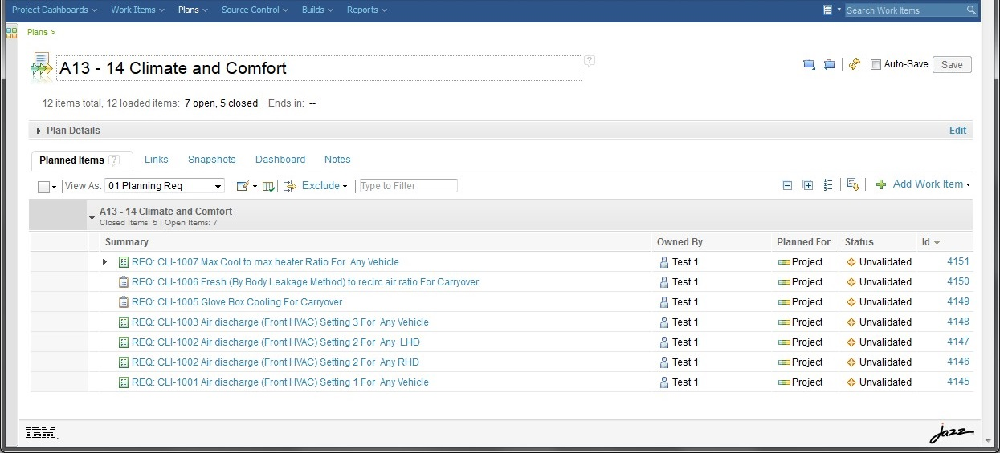 Project Dashboards Work Items Plans Source Control Builds Reports Search Work Items
Plans >
A13 - 14 Climate and Comfort ? Auto-Save Save
12 items total, 12 loaded items: 7 open, 5 closed Ends in: --
Plan Details Edit
Planned Items ? Links Snapshots Dashboard Notes
View As: 01 Planning Req Exclude Type to Filter Add Work Item
A13 - 14 Climate and Comfort
Closed Items: 5 | Open Items: 7
Summary Owned By Planned For Status Id
REQ: CLI-1007 Max Cool to max heater Ratio For Any Vehicle Test 1 Project Unvalidated 4151
REQ: CLI-1006 Fresh (By Body Leakage Method) to recirc air ratio For Carryover Test 1 Project Unvalidated 4150
REQ: CLI-1005 Glove Box Cooling For Carryover Test 1 Project Unvalidated 4149
REQ: CLI-1003 Air discharge (Front HVAC) Setting 3 For Any Vehicle Test 1 Project Unvalidated 4148
REQ: CLI-1002 Air discharge (Front HVAC) Setting 2 For Any LHD Test 1 Project Unvalidated 4147
REQ: CLI-1002 Air discharge (Front HVAC) Setting 2 For Any RHD Test 1 Project Unvalidated 4146
REQ: CLI-1001 Air discharge (Front HVAC) Setting 1 For Any Vehicle Test 1 Project Unvalidated 4145
IBM. jazz